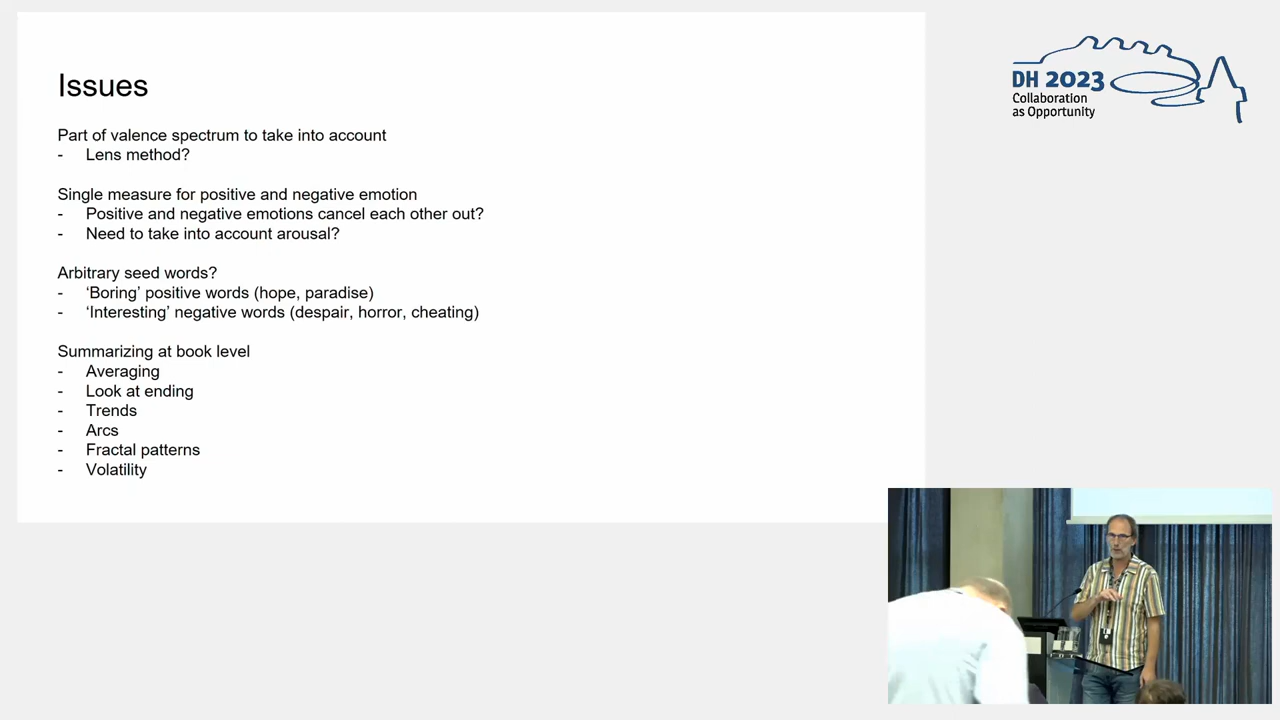 Issues
Part of valence spectrum to take into account
- Lens method?
Single measure for positive and negative emotion
- Positive and negative emotions cancel each other out?
- Need to take into account arousal?
Arbitrary seed words?
- ‘Boring’ positive words (hope, paradise)
- ‘Interesting’ negative words (despair, horror, cheating)
Summarizing at book level
- Averaging
- Look at ending
- Trends
- Arcs
- Fractal patterns
- Volatility
DH 2023
Collaboration
as Opportunity